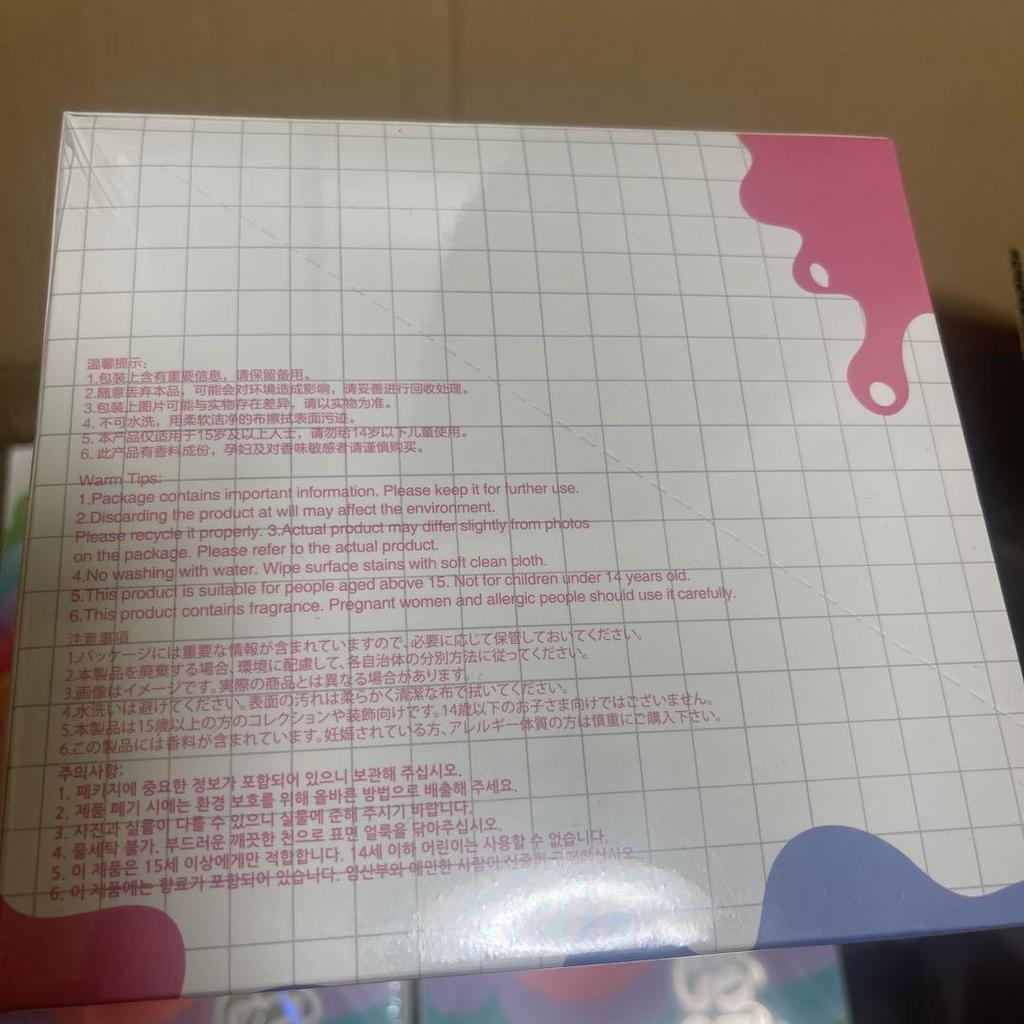 温馨提示:
1.包装上含有重要信息，请保留备用。
2.随意丢弃本品，可能会对环境造成影响，请妥善进行回收处理。
3.包装上图片可能与实物存在差异，请以实物为准。
4. 不可水洗，用柔软洁净的布擦拭表面污迹。
5. 本产品仅适用于15岁及以上人士，请勿给14岁以下儿童使用。
6. 此产品有香料成份，孕妇及对香味敏感者请谨慎购买。
Warm Tips:
1.Package contains important information. Please keep it for further use.
2.Discarding the product at will may affect the environment.
Please recycle it properly. 3.Actual product may differ slightly from photos
on the package. Please refer to the actual product.
4.No washing with water. Wipe surface stains with soft clean cloth.
5.This product is suitable for people aged above 15. Not for children under 14 years old.
6.This product contains fragrance. Pregnant women and allergic people should use it carefully.
注意事項
1.パッケージには重要な情報が含まれていますので、必要に応じて保管しておいてください。
2.本製品を廃棄する場合、環境に配慮して、各自治体の分別方法に従ってください。
3.画像はイメージです。実際の商品とは異なる場合があります。
4.水洗いは避けてください。表面の汚れは柔らかく清潔な布で拭いてください。
5.本製品は15歳以上の方のコレクションや装飾向けです。14歳以下のお子さま向けではございません。
6.この製品には香料が含まれています。妊娠されている方、アレルギー体質の方は慎重にご購入下さい。
주의사항:
1. 패키지에 중요한 정보가 포함되어 있으니 보관해 주십시오.
2. 제품 폐기 시에는 환경 보호를 위해 올바른 방법으로 배출해 주세요.
3. 사진과 실물이 다를 수 있으니 실물에 준해 주시기 바랍니다.
4. 물세탁 불가. 부드러운 깨끗한 천으로 표면 얼룩을 닦아주십시오.
5. 이 제품은 15세 이상에게만 적합합니다. 14세 이하 어린이는 사용할 수 없습니다.
6. 이 제품에는 향료가 포함되어 있습니다. 임산부와 예민한 사람이 신중히 구매하십시오.